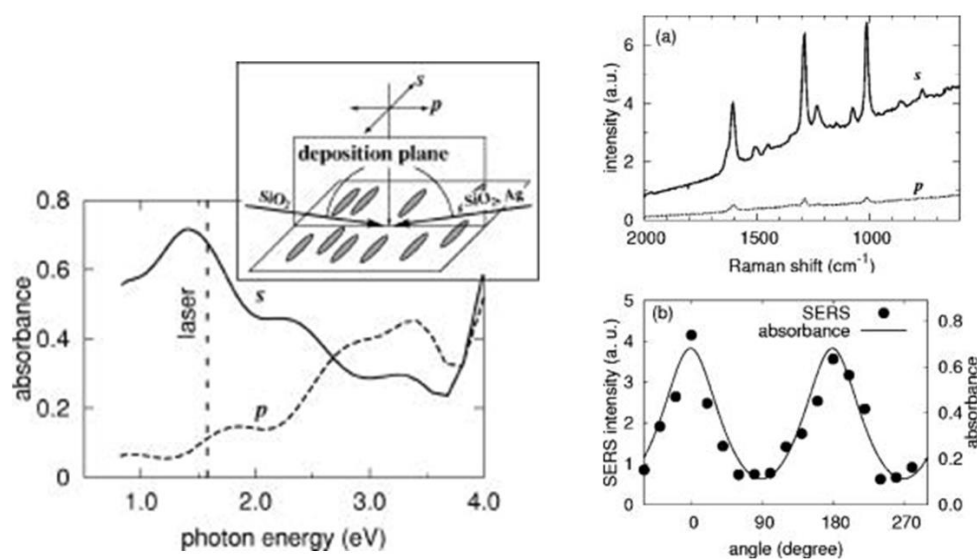 s
p
deposition plane
SiO₂
SiO₂, Ag
0.8
0.6
0.4
0.2
0
absorbance
laser
s
p
1.0
2.0
3.0
4.0
photon energy (eV)
(a)
6
4
2
0
intensity (a.u.)
s
p
2000
1500
1000
Raman shift (cm⁻¹)
(b)
SERS
absorbance
5
4
3
2
1
0
SERS intensity (a. u.)
0.8
0.6
0.4
0.2
0.0
absorbance
0
90
180
270
angle (degree)